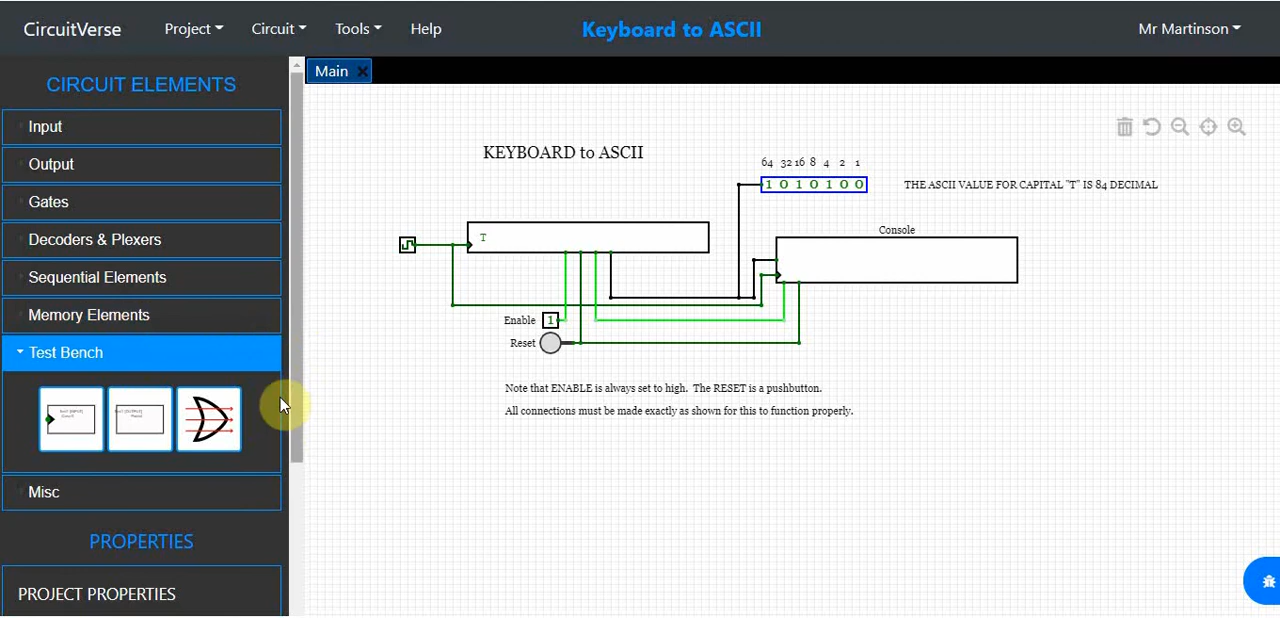 CircuitVerse Project Circuit Tools Help Keyboard to ASCII Mr Martinson
CIRCUIT ELEMENTS
Input
Output
Gates
Decoders & Plexers
Sequential Elements
Memory Elements
Test Bench
Misc
PROPERTIES
PROJECT PROPERTIES
Main
KEYBOARD to ASCII
64 32 16 8 4 2 1
1 0 1 0 1 0 0
THE ASCII VALUE FOR CAPITAL "T" IS 84 DECIMAL
T
Console
Enable 1
Reset
Note that ENABLE is always set to high. The RESET is a pushbutton.
All connections must be made exactly as shown for this to function properly.